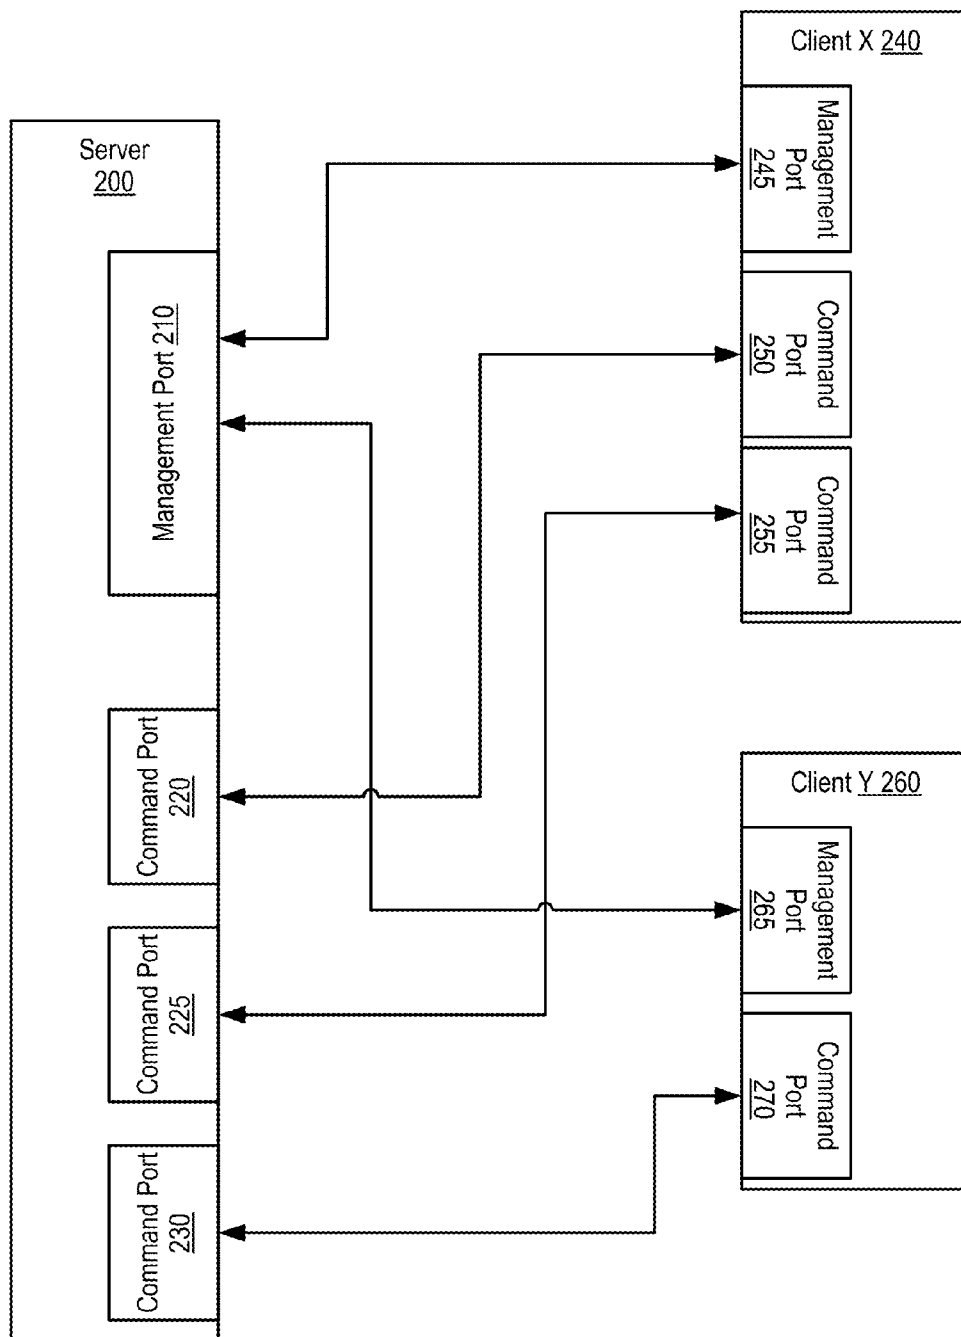 Server
200
Management Port 210
Command Port
220
Command Port
225
Command Port
230
Client X 240
Management
Port
245
Command
Port
250
Command
Port
255
Client Y 260
Management
Port
265
Command
Port
270